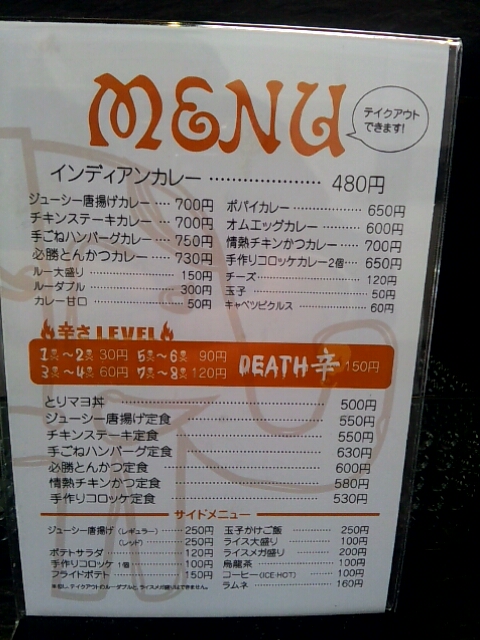 MENU
テイクアウト
できます!
インディアンカレー ………………… 480円
ジューシー唐揚げカレー …… 700円
チキンステーキカレー …… 700円
手ごねハンバーグカレー …… 750円
必勝とんかつカレー …… 730円
ルー大盛り ………………… 150円
ルーダブル ………………… 300円
カレー甘口 ………………… 50円
ポパイカレー ………………… 650円
オムエッグカレー …………… 600円
情熱チキンかつカレー …… 700円
手作りコロッケカレー2個 …… 650円
チーズ ………………… 120円
玉子 ………………… 50円
キャベツピクルス ………………… 60円
辛さLEVEL
1辛〜2辛 30円 5辛〜6辛 90円
3辛〜4辛 60円 7辛〜8辛 120円
DEATH辛 150円
とりマヨ丼 ………………… 500円
ジューシー唐揚げ定食 ………………… 550円
チキンステーキ定食 ………………… 550円
手ごねハンバーグ定食 ………………… 630円
必勝とんかつ定食 ………………… 600円
情熱チキンかつ定食 ………………… 580円
手作りコロッケ定食 ………………… 530円
サイドメニュー
ジューシー唐揚げ(レギュラー) ……… 250円
(レッド) ……… 250円
ポテトサラダ ………………… 120円
手作りコロッケ 1個 ………………… 100円
フライドポテト ………………… 150円
玉子かけご飯 ………………… 250円
ライス大盛り ………………… 100円
ライスメガ盛り ………………… 200円
烏龍茶 ………………… 100円
コーヒー(ICE・HOT) ………… 100円
ラムネ ………………… 160円